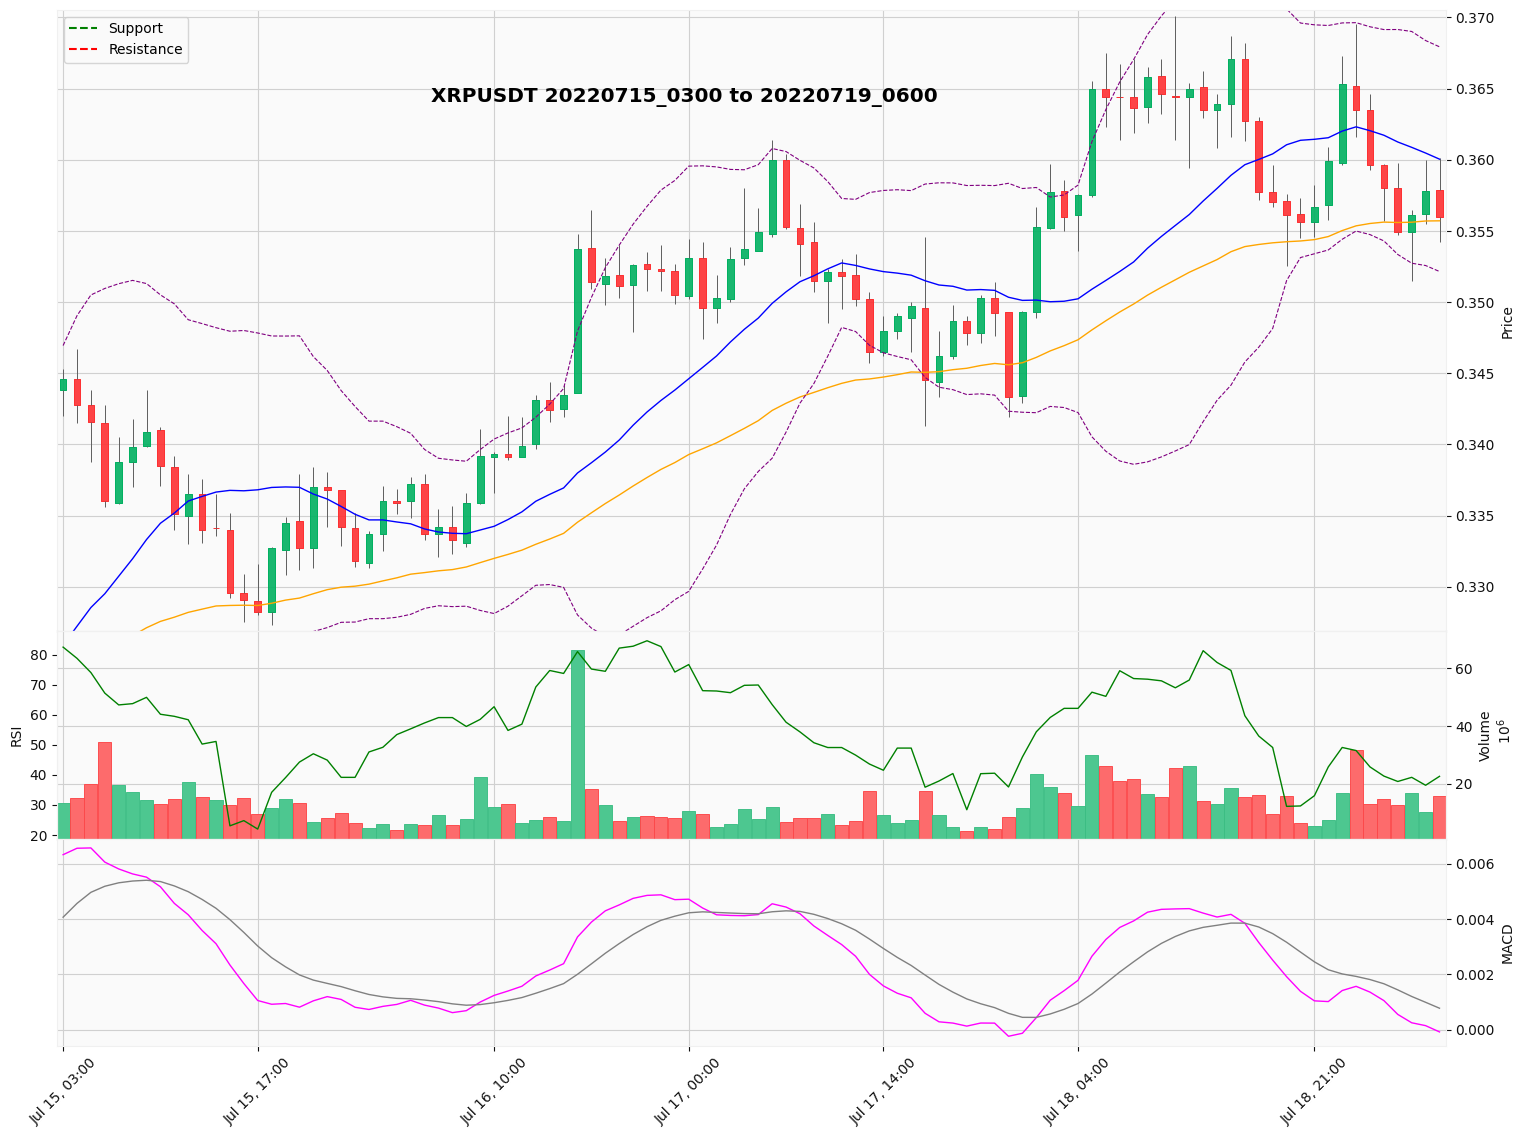 Support
Resistance
XRPUSDT 20220715_0300 to 20220719_0600
0.370
0.365
0.360
0.355
0.350
0.345
0.340
0.335
0.330
Price
80
70
60
50
40
30
20
RSI
60
40
20
Volume
10^6
0.006
0.004
0.002
0.000
MACD
Jul 15, 03:00
Jul 15, 17:00
Jul 16, 10:00
Jul 17, 00:00
Jul 17, 14:00
Jul 18, 04:00
Jul 18, 21:00